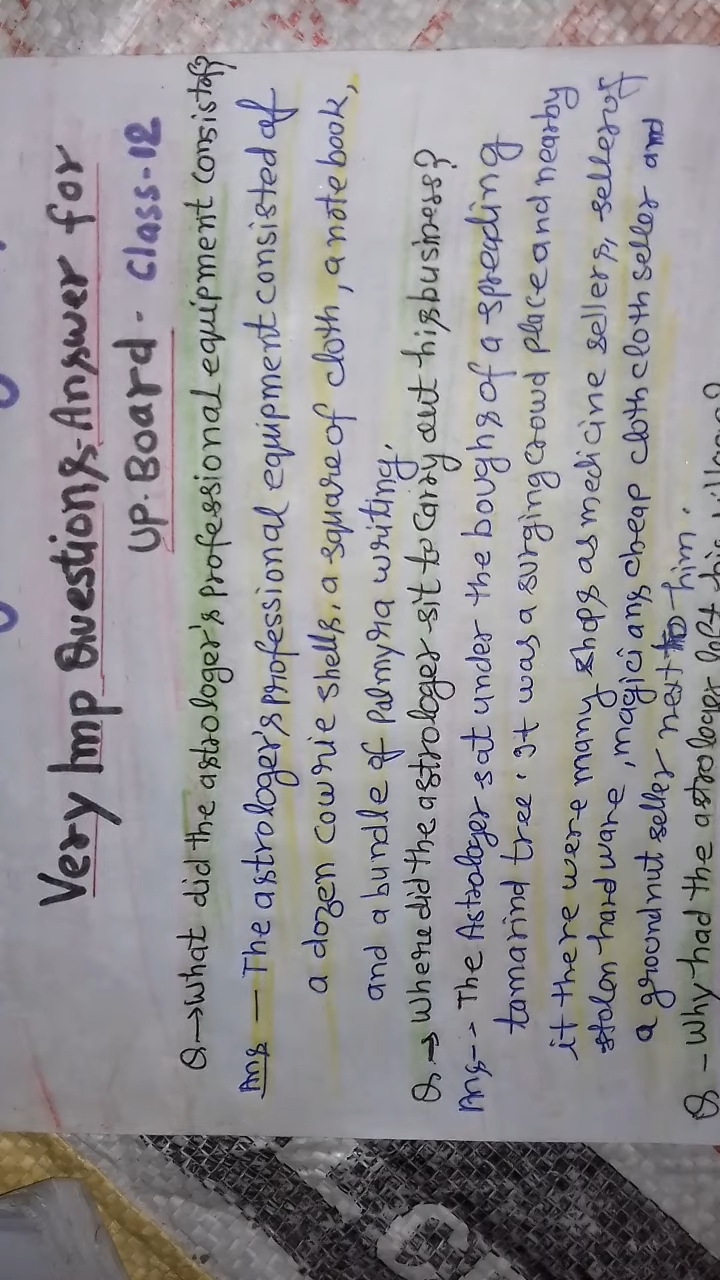 Very Imp Questions-Answer for
UP.Board - Class-12
Q→What did the astrologer's professional equipment consist of?
Ans — The astrologer's professional equipment consisted of
a dozen cowrie shells, a square of cloth, a notebook,
and a bundle of Palmyra writing.
Q→ Where did the astrologer sit to carry out his business?
Ans-: The Astrologer sat under the boughs of a spreading
tamarind tree. It was a surging crowd place and nearby
it there were many shops as medicine sellers, seller of
stolen hardware, magicians cheap cloth cloth seller and
a groundnut seller next to him.
Q - Why had the astrologer left his village?